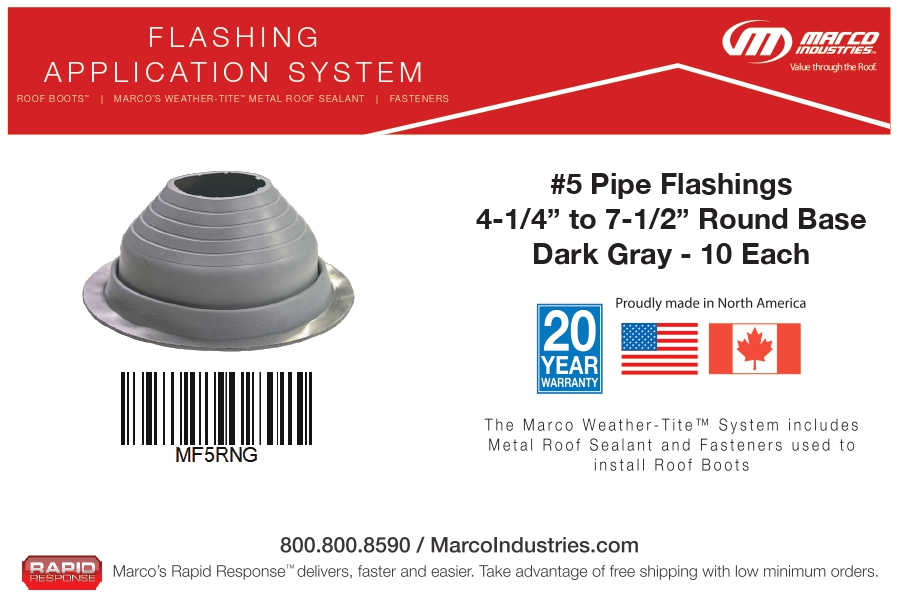 FLASHING
APPLICATION SYSTEM
ROOF BOOTS™ | MARCO'S WEATHER-TITE™ METAL ROOF SEALANT | FASTENERS
MARCO
INDUSTRIES™
Value through the Roof.
#5 Pipe Flashings
4-1/4” to 7-1/2” Round Base
Dark Gray - 10 Each
Proudly made in North America
20
YEAR
WARRANTY
MF5RNG
The Marco Weather-Tite™ System includes
Metal Roof Sealant and Fasteners used to
install Roof Boots
800.800.8590 / MarcoIndustries.com
RAPID
RESPONSE
Marco’s Rapid Response™ delivers, faster and easier. Take advantage of free shipping with low minimum orders.